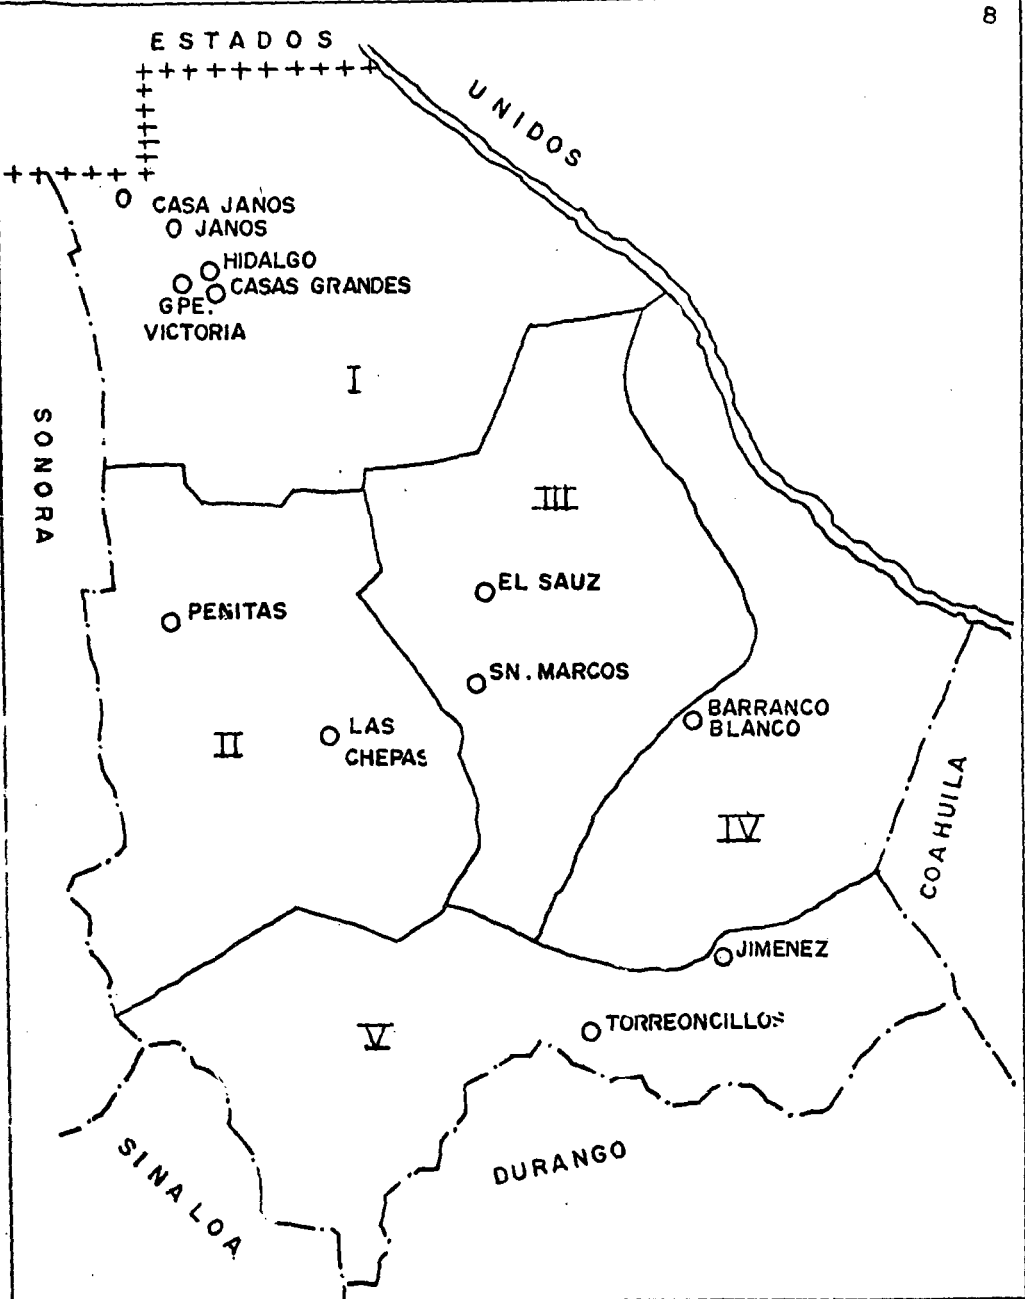 8
ESTADOS
UNIDOS
CASA JANOS
JANOS
HIDALGO
CASAS GRANDES
GPE.
VICTORIA
I
SONORA
III
EL SAUZ
PEÑITAS
SN. MARCOS
LAS
CHEPAS
II
BARRANCO
BLANCO
IV
COAHUILA
JIMENEZ
TORREONCILLOS
V
SINALOA
DURANGO